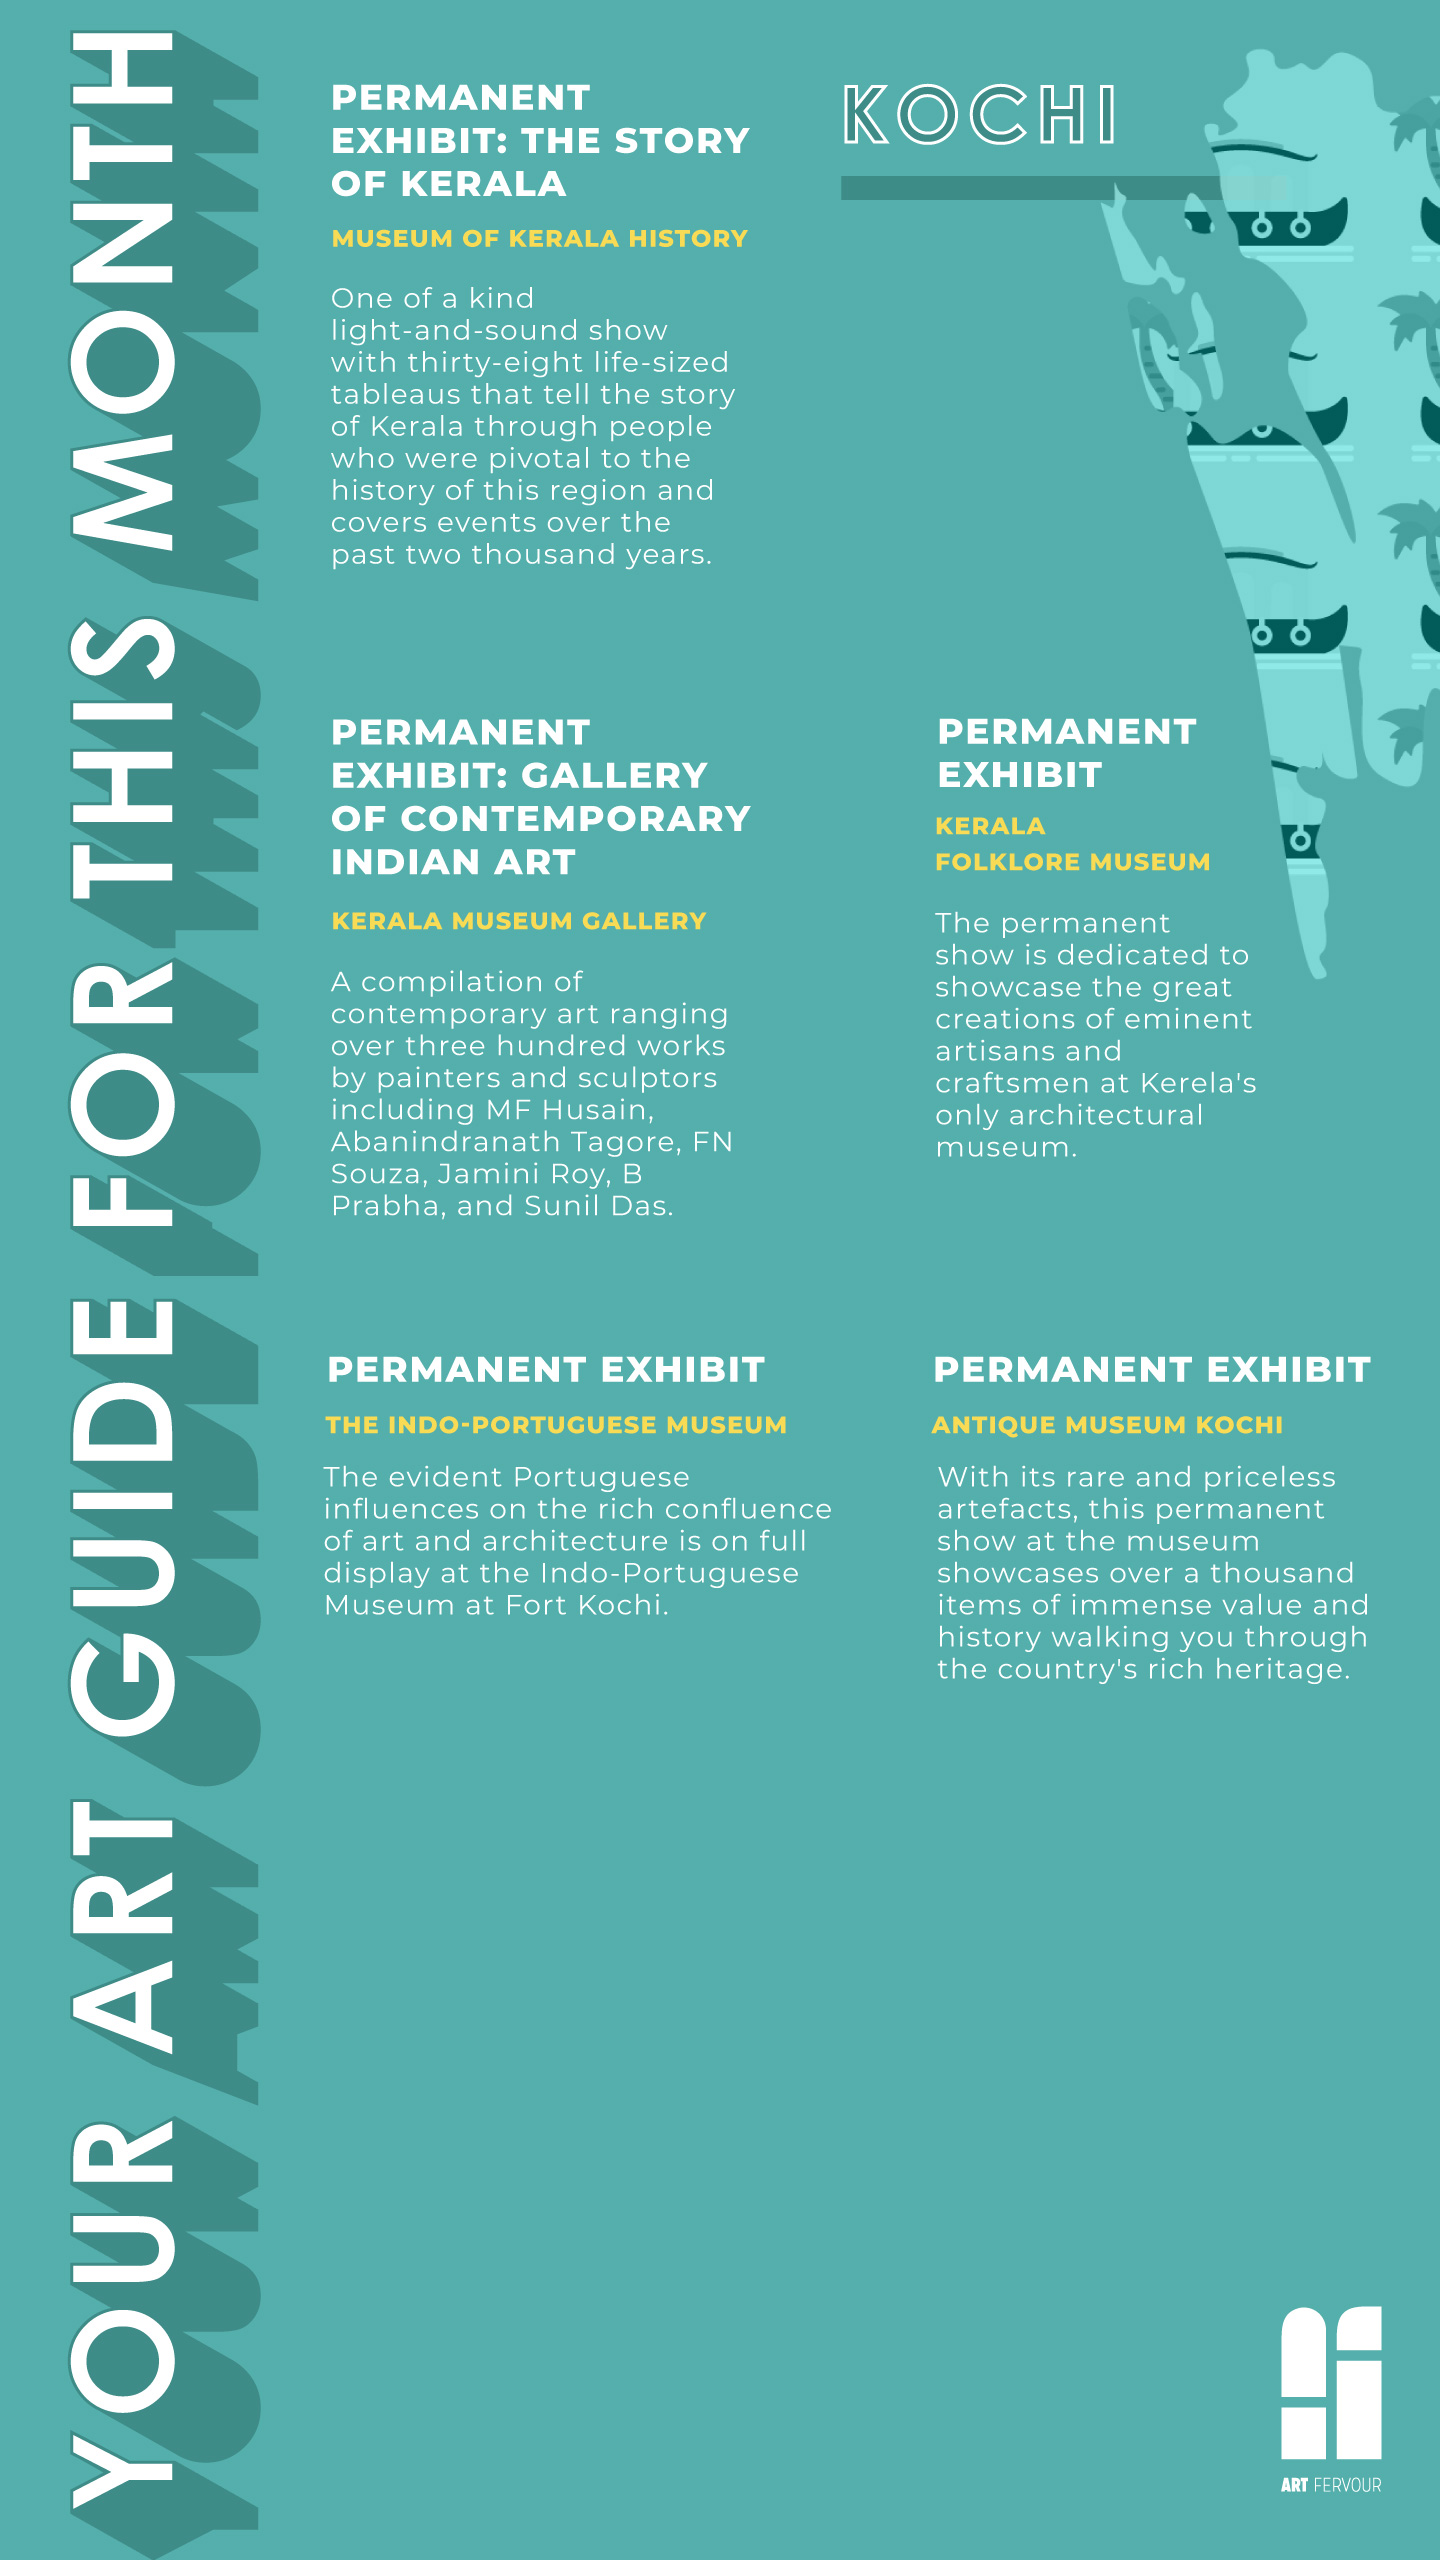 YOUR ART GUIDE FOR THIS MONTH
KOCHI
PERMANENT
EXHIBIT: THE STORY
OF KERALA
MUSEUM OF KERALA HISTORY
One of a kind
light-and-sound show
with thirty-eight life-sized
tableaus that tell the story
of Kerala through people
who were pivotal to the
history of this region and
covers events over the
past two thousand years.
PERMANENT
EXHIBIT: GALLERY
OF CONTEMPORARY
INDIAN ART
KERALA MUSEUM GALLERY
A compilation of
contemporary art ranging
over three hundred works
by painters and sculptors
including MF Husain,
Abanindranath Tagore, FN
Souza, Jamini Roy, B
Prabha, and Sunil Das.
PERMANENT
EXHIBIT
KERALA
FOLKLORE MUSEUM
The permanent
show is dedicated to
showcase the great
creations of eminent
artisans and
craftsmen at Kerela's
only architectural
museum.
PERMANENT EXHIBIT
THE INDO-PORTUGUESE MUSEUM
The evident Portuguese
influences on the rich confluence
of art and architecture is on full
display at the Indo-Portuguese
Museum at Fort Kochi.
PERMANENT EXHIBIT
ANTIQUE MUSEUM KOCHI
With its rare and priceless
artefacts, this permanent
show at the museum
showcases over a thousand
items of immense value and
history walking you through
the country's rich heritage.
ART FERVOUR